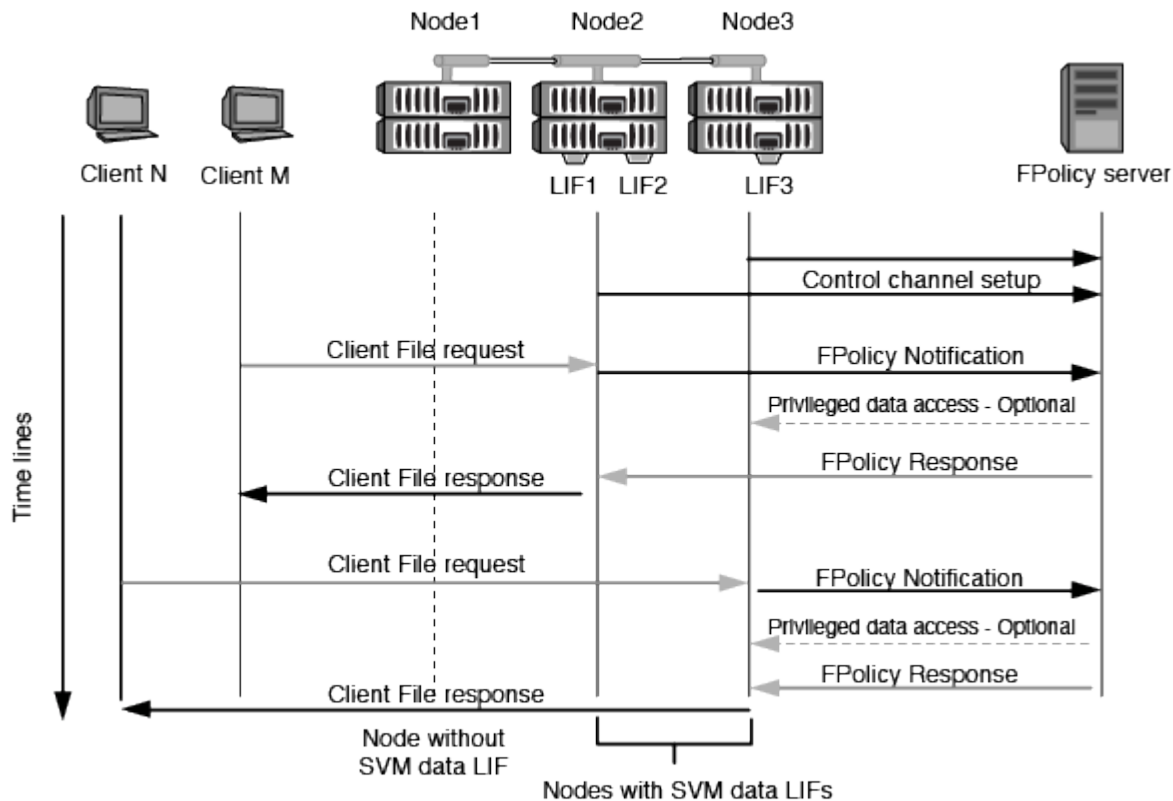 Node1
Node2
Node3
Client N
Client M
LIF1
LIF2
LIF3
FPolicy server
Control channel setup
Client File request
FPolicy Notification
Privileged data access - Optional
FPolicy Response
Client File response
Time lines
Client File request
FPolicy Notification
Privileged data access - Optional
FPolicy Response
Client File response
Node without
SVM data LIF
Nodes with SVM data LIFs